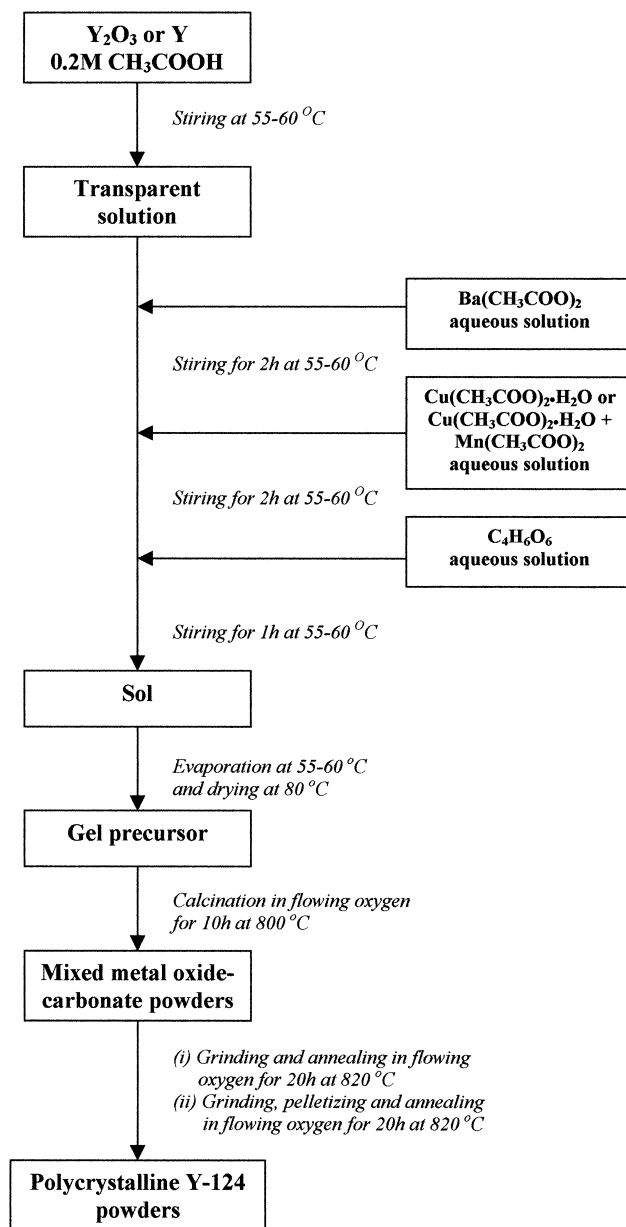 Y₂O₃ or Y
0.2M CH₃COOH
Stiring at 55-60 °C
Transparent
solution
Ba(CH₃COO)₂
aqueous solution
Stiring for 2h at 55-60 °C
Cu(CH₃COO)₂•H₂O or
Cu(CH₃COO)₂•H₂O +
Mn(CH₃COO)₂
aqueous solution
Stiring for 2h at 55-60 °C
C₄H₆O₆
aqueous solution
Stiring for 1h at 55-60 °C
Sol
Evaporation at 55-60 °C
and drying at 80 °C
Gel precursor
Calcination in flowing oxygen
for 10h at 800 °C
Mixed metal oxide-
carbonate powders
(i) Grinding and annealing in flowing
oxygen for 20h at 820 °C
(ii) Grinding, pelletizing and annealing
in flowing oxygen for 20h at 820 °C
Polycrystalline Y-124
powders